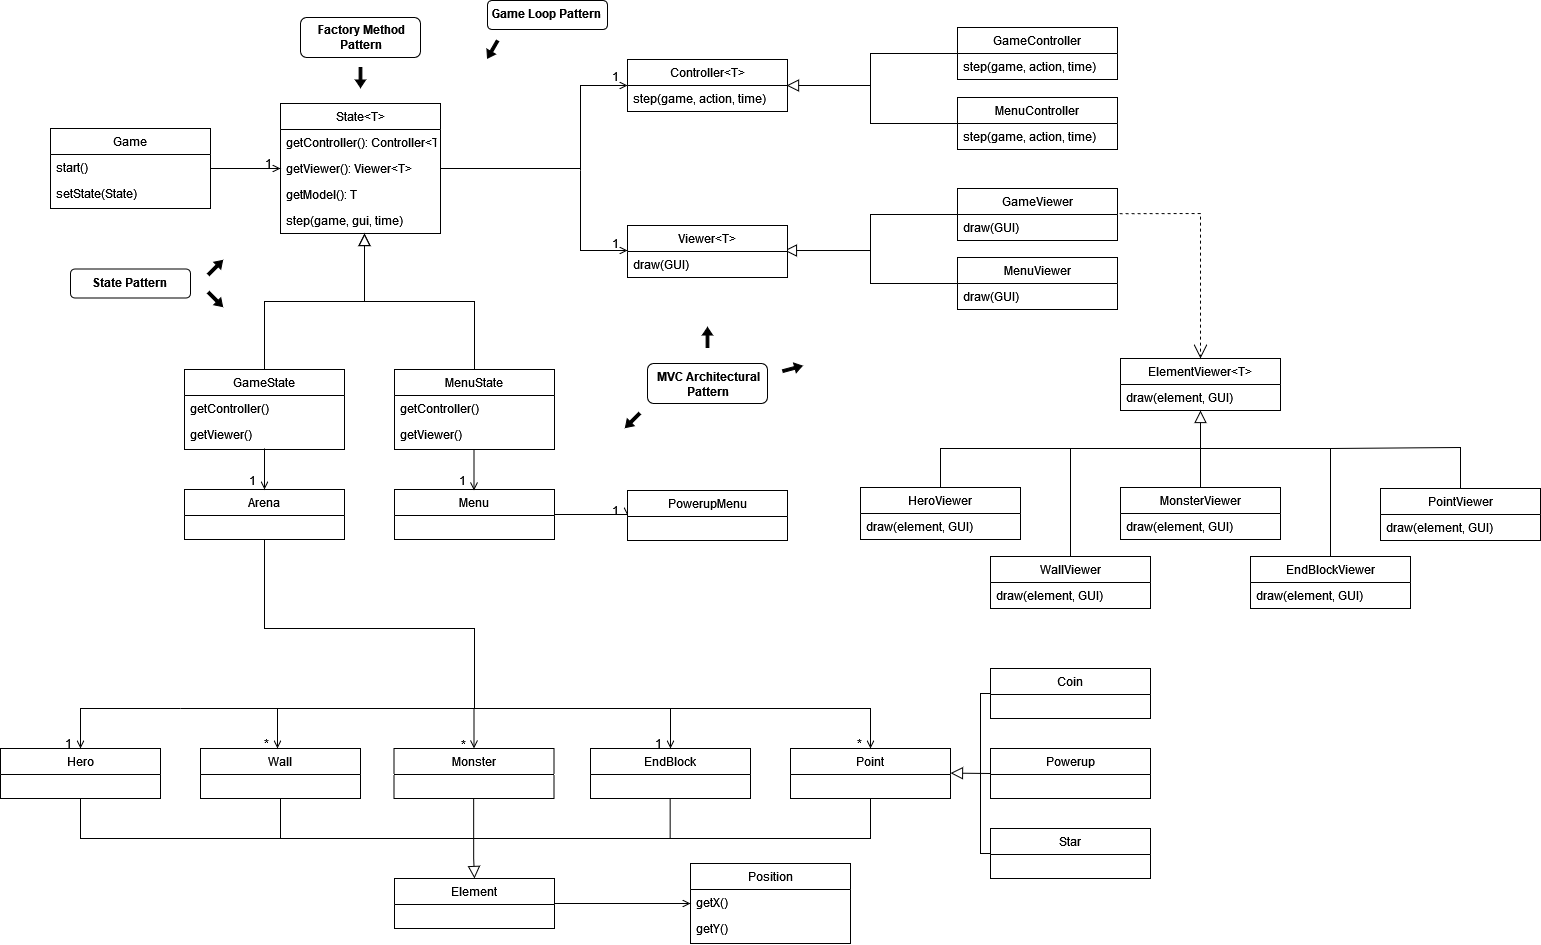 Game Loop Pattern
Factory Method
Pattern
Game
start()
setState(State)
1
State<T>
getController(): Controller<T
getViewer(): Viewer<T>
getModel(): T
step(game, gui, time)
1
Controller<T>
step(game, action, time)
GameController
step(game, action, time)
MenuController
step(game, action, time)
1
Viewer<T>
draw(GUI)
GameViewer
draw(GUI)
MenuViewer
draw(GUI)
State Pattern
MVC Architectural
Pattern
GameState
getController()
getViewer()
MenuState
getController()
getViewer()
ElementViewer<T>
draw(element, GUI)
1
Arena
1
Menu
1
PowerupMenu
HeroViewer
draw(element, GUI)
MonsterViewer
draw(element, GUI)
PointViewer
draw(element, GUI)
WallViewer
draw(element, GUI)
EndBlockViewer
draw(element, GUI)
1
Hero
*
Wall
*
Monster
1
EndBlock
*
Point
Coin
Powerup
Star
Element
Position
getX()
getY()